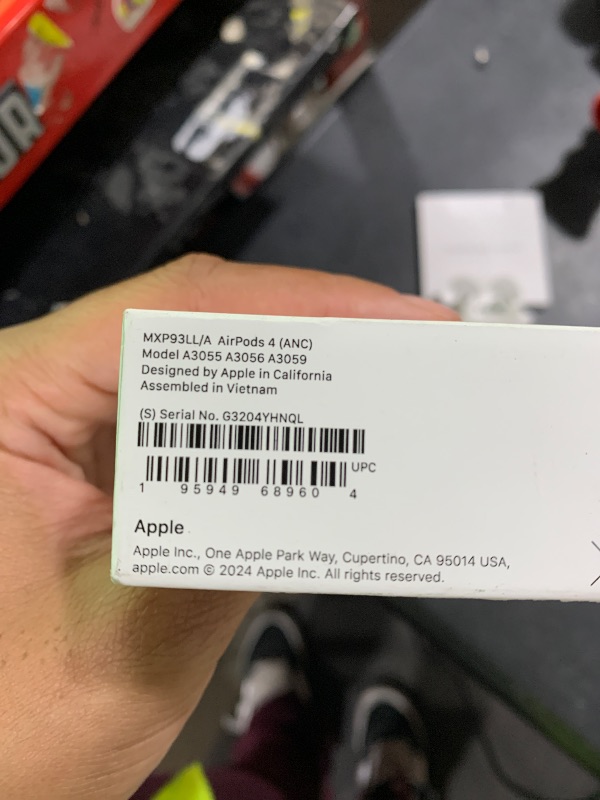 MXP93LL/A AirPods 4 (ANC)
Model A3055 A3056 A3059
Designed by Apple in California
Assembled in Vietnam
(S) Serial No. G3204YHNQL
UPC
1 95949 68960 4
Apple
Apple Inc., One Apple Park Way, Cupertino, CA 95014 USA,
apple.com © 2024 Apple Inc. All rights reserved.